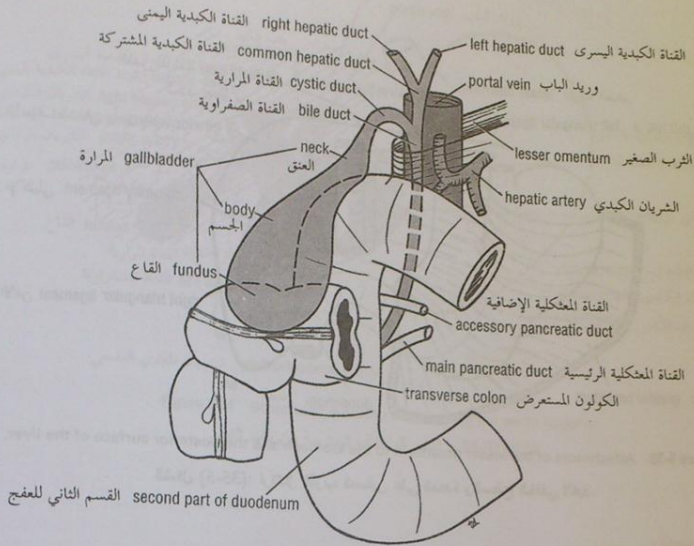 القناة الكبدية اليمنى right hepatic duct
left hepatic duct القناة الكبدية اليسرى
القناة الكبدية المشتركة common hepatic duct
portal vein وريد الباب
القناة المرارية cystic duct
القناة الصفراوية bile duct
lesser omentum الثرب الصغير
neck
العنق
المرارة gallbladder
hepatic artery الشريان الكبدي
body
الجسم
القاع fundus
القناة المعثكلية الإضافية
accessory pancreatic duct
main pancreatic duct القناة المعثكلية الرئيسية
transverse colon الكولون المستعرض
القسم الثاني للعفج second part of duodenum